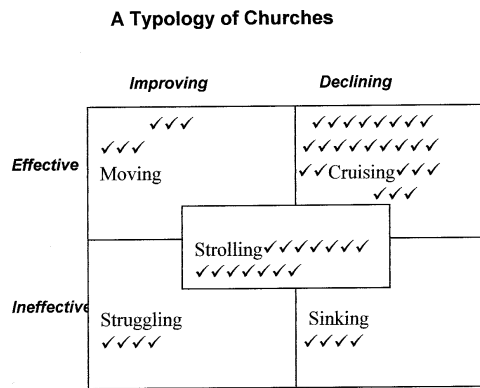 A Typology of Churches
Improving Declining
Effective
✓✓✓
✓✓✓
Moving
✓✓✓✓✓✓✓✓
✓✓✓✓✓✓✓✓✓
✓✓Cruising✓✓✓
✓✓✓
Strolling✓✓✓✓✓✓✓
✓✓✓✓✓✓✓
Ineffective
Struggling
✓✓✓✓
Sinking
✓✓✓✓